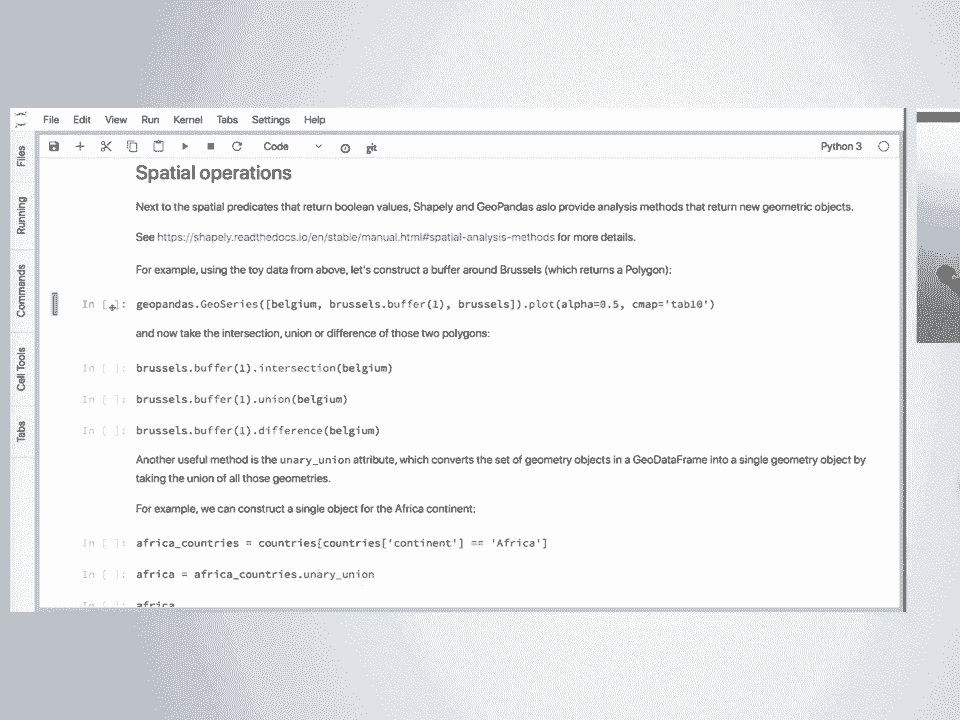 File Edit View Run Kernel Tabs Settings Help
Code
git
Python 3
Files
Running
Commands
Cell Tools
Tabs
Spatial operations
Next to the spatial predicates that return boolean values, Shapely and GeoPandas aslo provide analysis methods that return new geometric objects.
See https://shapely.readthedocs.io/en/stable/manual.html#spatial-analysis-methods for more details.
For example, using the toy data from above, let's construct a buffer around Brussels (which returns a Polygon):
In [ ]: geopandas.GeoSeries([belgium, brussels.buffer(1), brussels]).plot(alpha=0.5, cmap='tab10')
and now take the intersection, union or difference of those two polygons:
In [ ]: brussels.buffer(1).intersection(belgium)
In [ ]: brussels.buffer(1).union(belgium)
In [ ]: brussels.buffer(1).difference(belgium)
Another useful method is the unary_union attribute, which converts the set of geometry objects in a GeoDataFrame into a single geometry object by
taking the union of all those geometries.
For example, we can construct a single object for the Africa continent:
In [ ]: africa_countries = countries[countries['continent'] == 'Africa']
In [ ]: africa = africa_countries.unary_union
In [ ]: africa